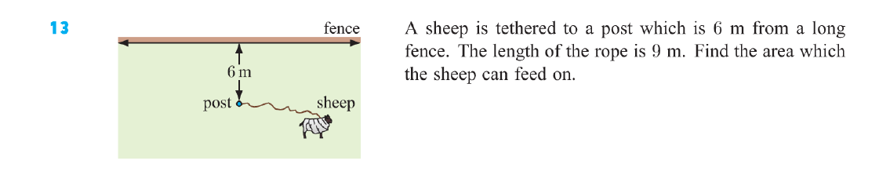 13
fence
6 m
post
sheep
A sheep is tethered to a post which is 6 m from a long
fence. The length of the rope is 9 m. Find the area which
the sheep can feed on.